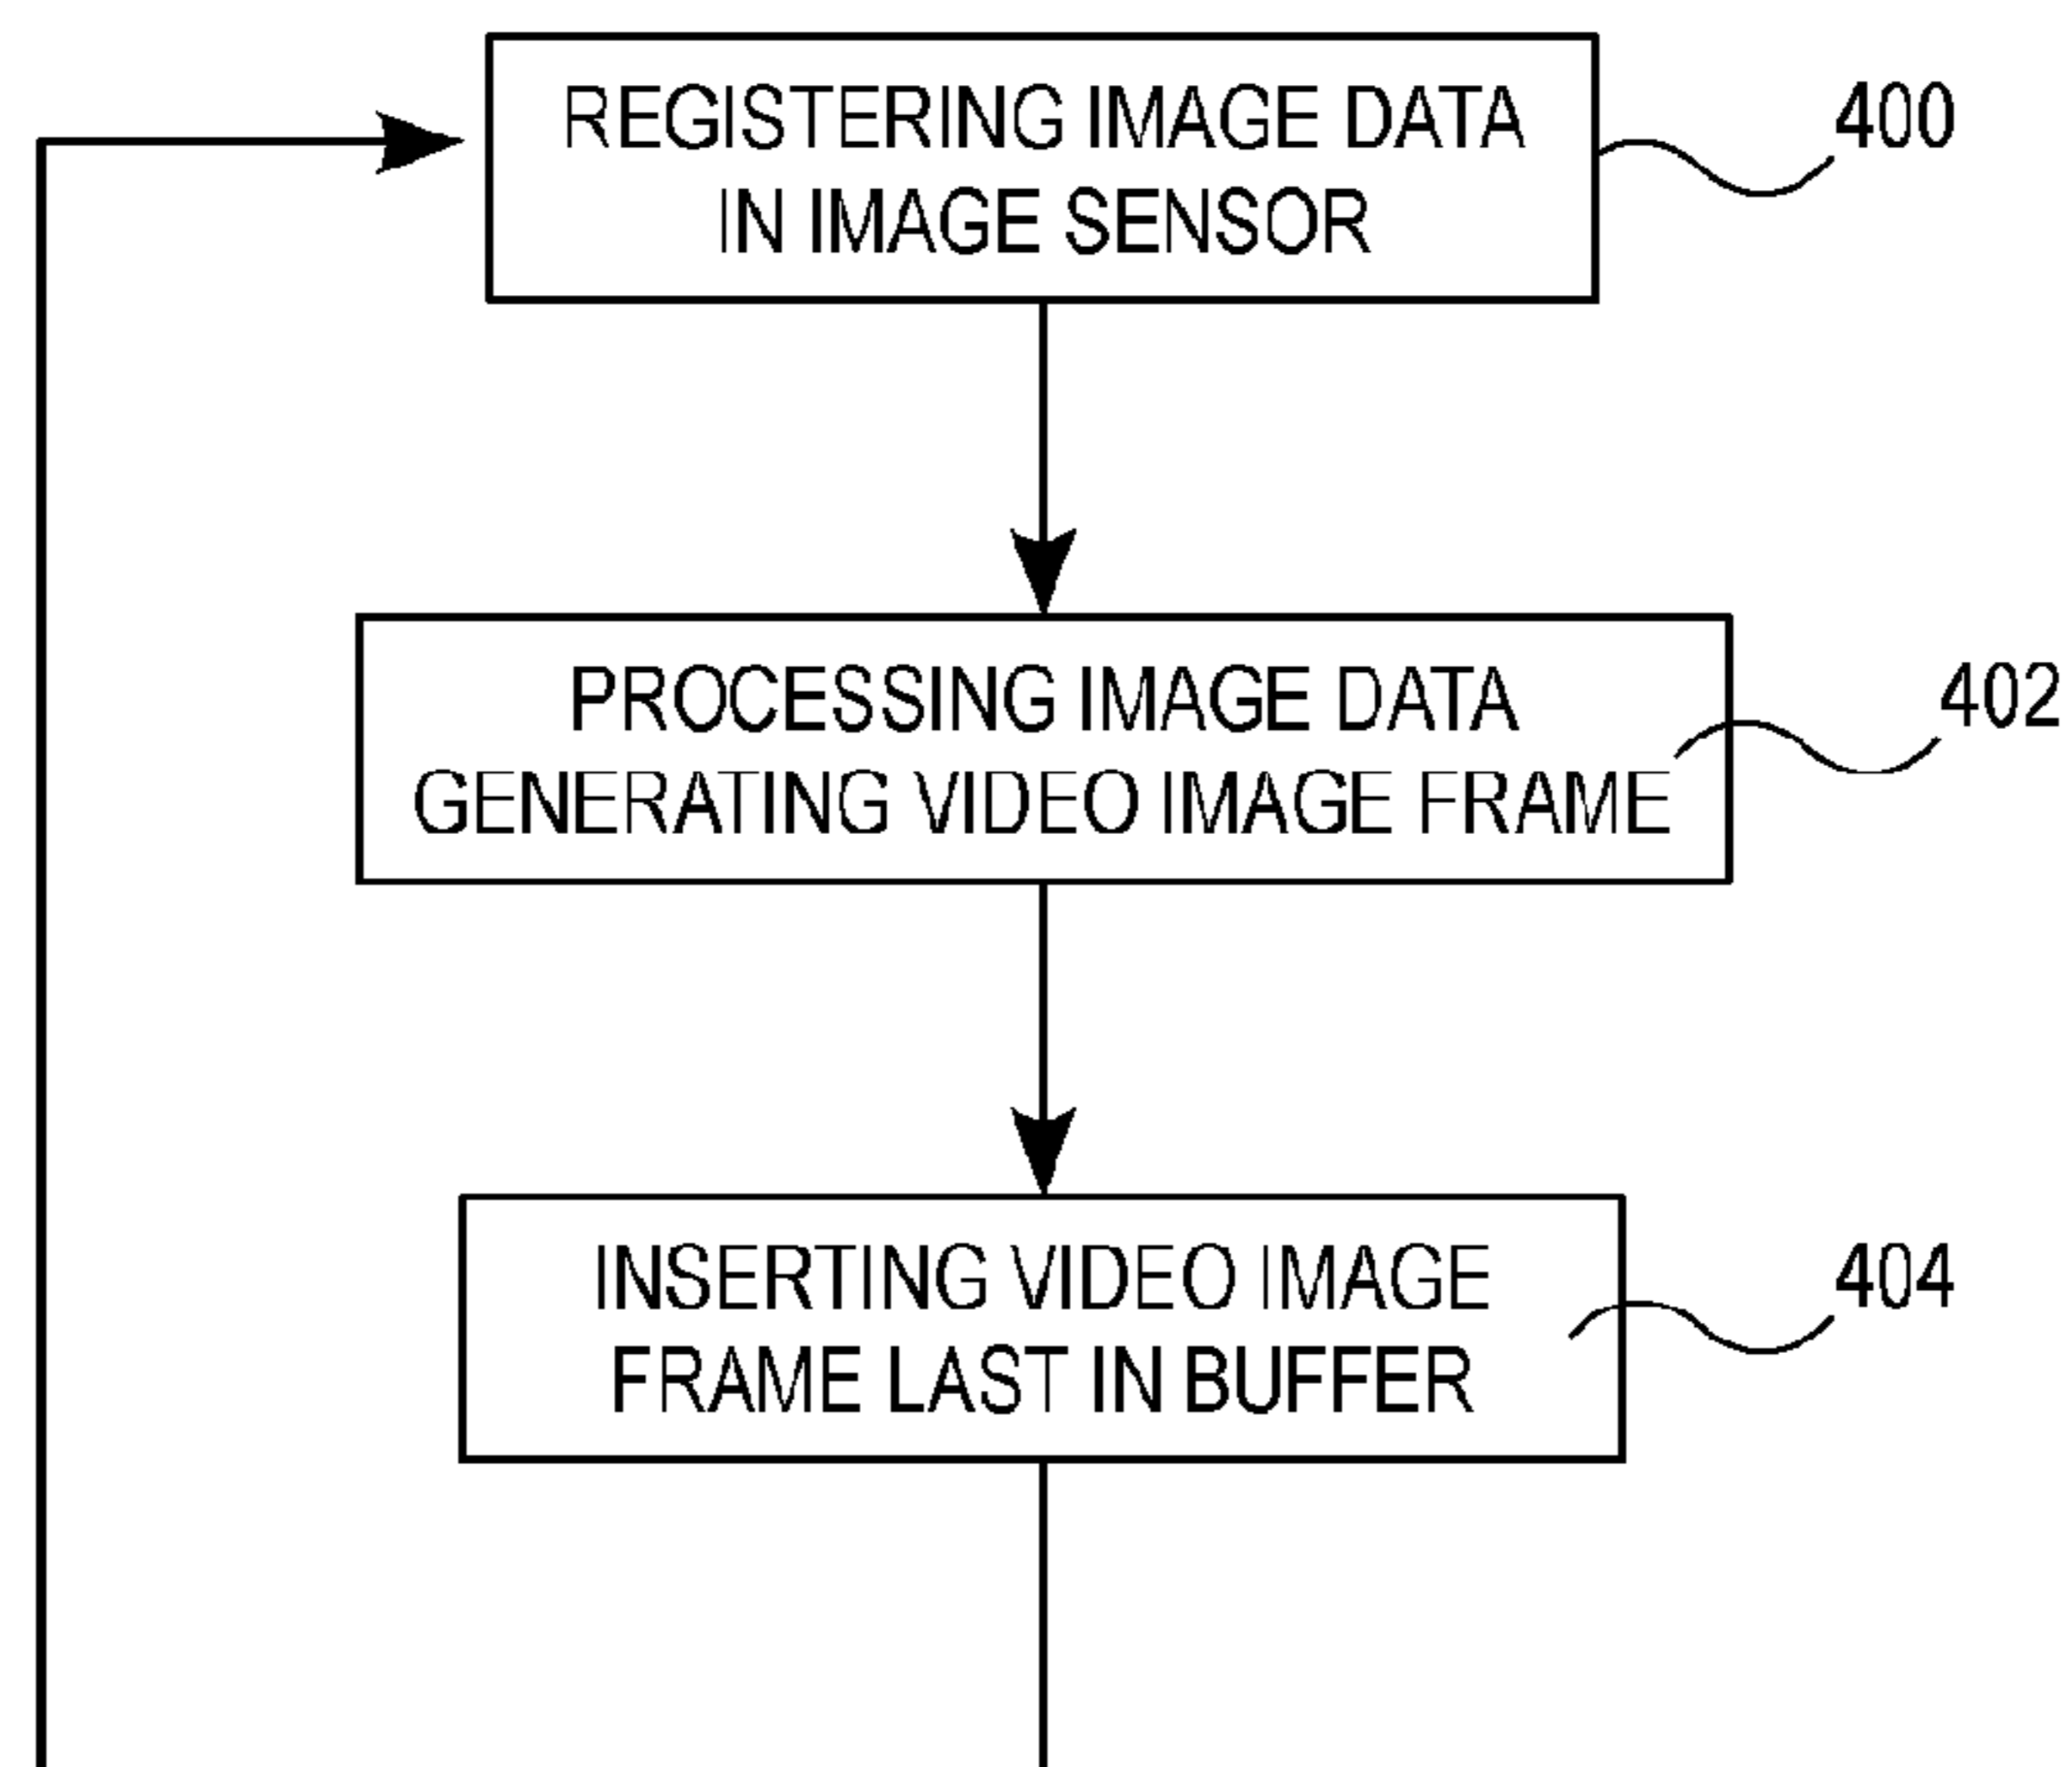 REGISTERING IMAGE DATA
IN IMAGE SENSOR
400
PROCESSING IMAGE DATA
GENERATING VIDEO IMAGE FRAME
402
INSERTING VIDEO IMAGE
FRAME LAST IN BUFFER
404